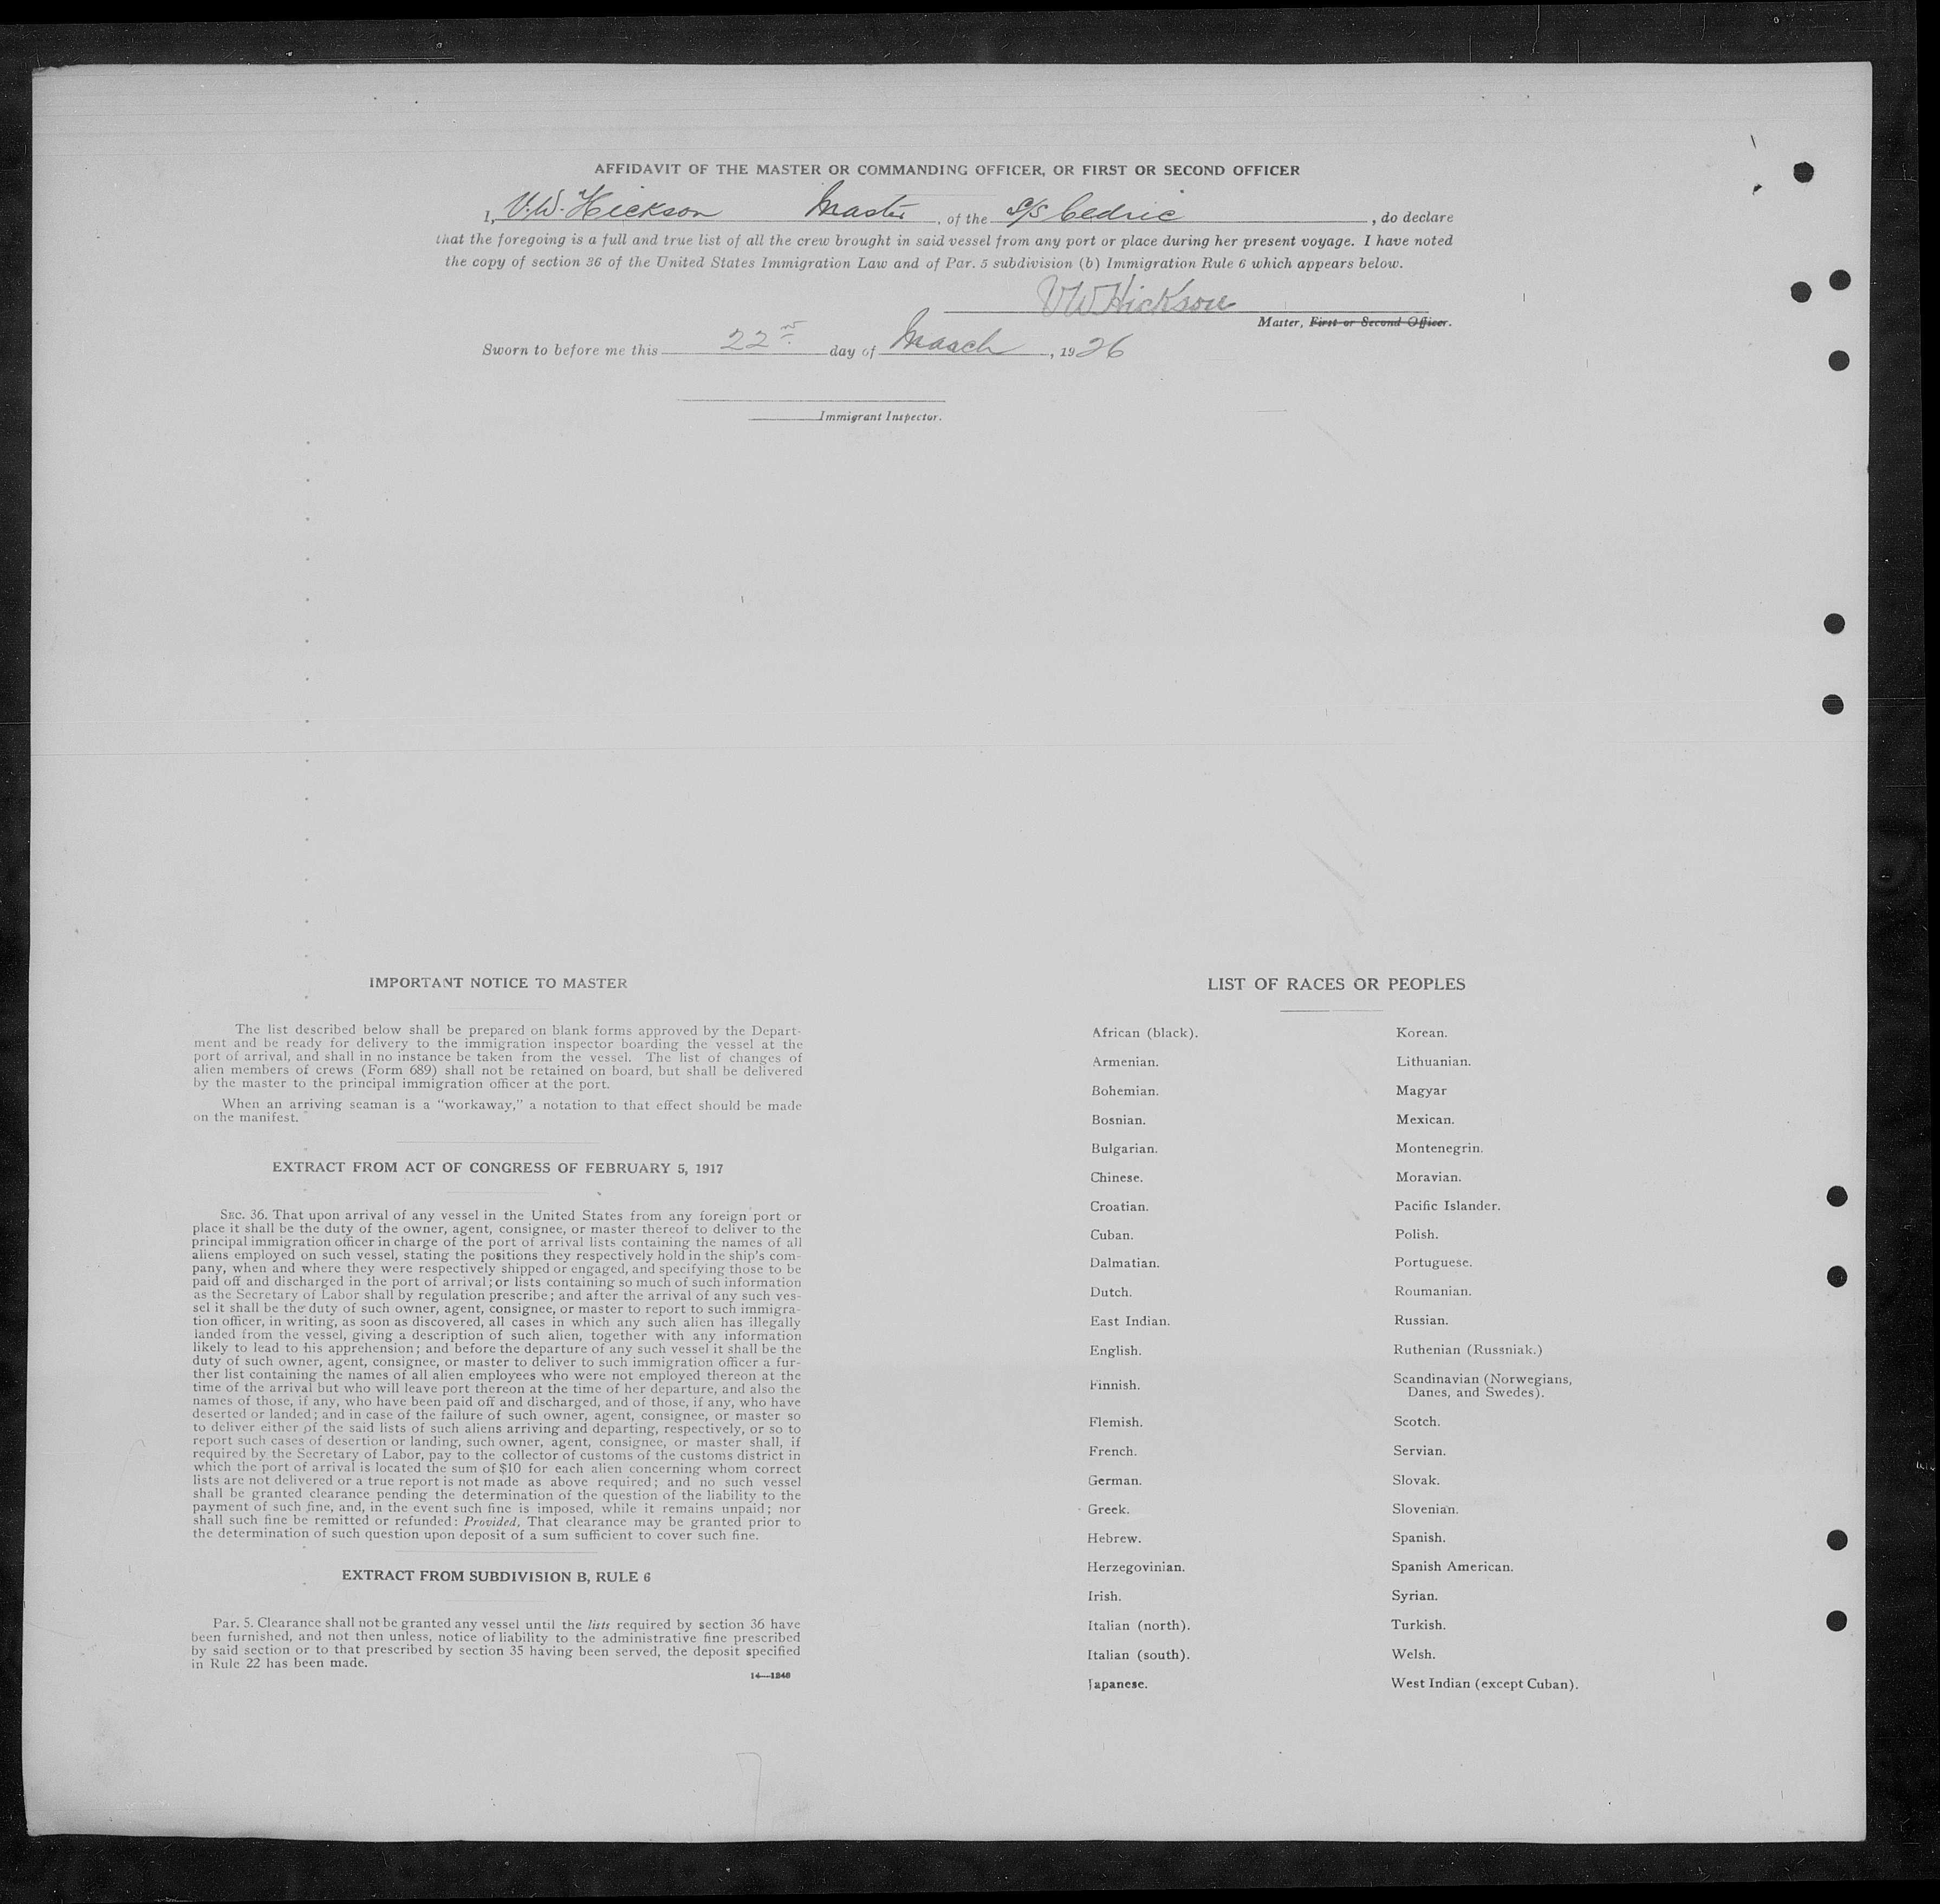 AFFIDAVIT OF THE MASTER OR COMMANDING OFFICER, OR FIRST OR SECOND OFFICER
I, V.W. Hickson Master, of the S/S Cedric, do declare
that the foregoing is a full and true list of all the crew brought in said vessel from any port or place during her present voyage. I have noted
the copy of section 36 of the United States Immigration Law and of Par. 5 subdivision (b) Immigration Rule 6 which appears below.
VWHickson
Master, First or Second Officer.
Sworn to before me this 22nd day of March, 1926
Immigrant Inspector.
IMPORTANT NOTICE TO MASTER
The list described below shall be prepared on blank forms approved by the Depart-
ment and be ready for delivery to the immigration inspector boarding the vessel at the
port of arrival, and shall in no instance be taken from the vessel. The list of changes of
alien members of crews (Form 689) shall not be retained on board, but shall be delivered
by the master to the principal immigration officer at the port.
When an arriving seaman is a "workaway," a notation to that effect should be made
on the manifest.
EXTRACT FROM ACT OF CONGRESS OF FEBRUARY 5, 1917
SEC. 36. That upon arrival of any vessel in the United States from any foreign port or
place it shall be the duty of the owner, agent, consignee, or master thereof to deliver to the
principal immigration officer in charge of the port of arrival lists containing the names of all
aliens employed on such vessel, stating the positions they respectively hold in the ship's com-
pany, when and where they were respectively shipped or engaged, and specifying those to be
paid off and discharged in the port of arrival; or lists containing so much of such information
as the Secretary of Labor shall by regulation prescribe; and after the arrival of any such ves-
sel it shall be the duty of such owner, agent, consignee, or master to report to such immigra-
tion officer, in writing, as soon as discovered, all cases in which any such alien has illegally
landed from the vessel, giving a description of such alien, together with any information
likely to lead to his apprehension; and before the departure of any such vessel it shall be the
duty of such owner, agent, consignee, or master to deliver to such immigration officer a fur-
ther list containing the names of all alien employees who were not employed thereon at the
time of the arrival but who will leave port thereon at the time of her departure, and also the
names of those, if any, who have been paid off and discharged, and of those, if any, who have
deserted or landed; and in case of the failure of such owner, agent, consignee, or master so
to deliver either of the said lists of such aliens arriving and departing, respectively, or so to
report such cases of desertion or landing, such owner, agent, consignee, or master shall, if
required by the Secretary of Labor, pay to the collector of customs of the customs district in
which the port of arrival is located the sum of $10 for each alien concerning whom correct
lists are not delivered or a true report is not made as above required; and no such vessel
shall be granted clearance pending the determination of the question of the liability to the
payment of such fine, and, in the event such fine is imposed, while it remains unpaid; nor
shall such fine be remitted or refunded: Provided, That clearance may be granted prior to
the determination of such question upon deposit of a sum sufficient to cover such fine.
EXTRACT FROM SUBDIVISION B, RULE 6
Par. 5. Clearance shall not be granted any vessel until the lists required by section 36 have
been furnished, and not then unless, notice of liability to the administrative fine prescribed
by said section or to that prescribed by section 35 having been served, the deposit specified
in Rule 22 has been made.
14—1248
LIST OF RACES OR PEOPLES
African (black).
Armenian.
Bohemian.
Bosnian.
Bulgarian.
Chinese.
Croatian.
Cuban.
Dalmatian.
Dutch.
East Indian.
English.
Finnish.
Flemish.
French.
German.
Greek.
Hebrew.
Herzegovinian.
Irish.
Italian (north).
Italian (south).
Japanese.
Korean.
Lithuanian.
Magyar
Mexican.
Montenegrin.
Moravian.
Pacific Islander.
Polish.
Portuguese.
Roumanian.
Russian.
Ruthenian (Russniak.)
Scandinavian (Norwegians,
Danes, and Swedes).
Scotch.
Servian.
Slovak.
Slovenian.
Spanish.
Spanish American.
Syrian.
Turkish.
Welsh.
West Indian (except Cuban).